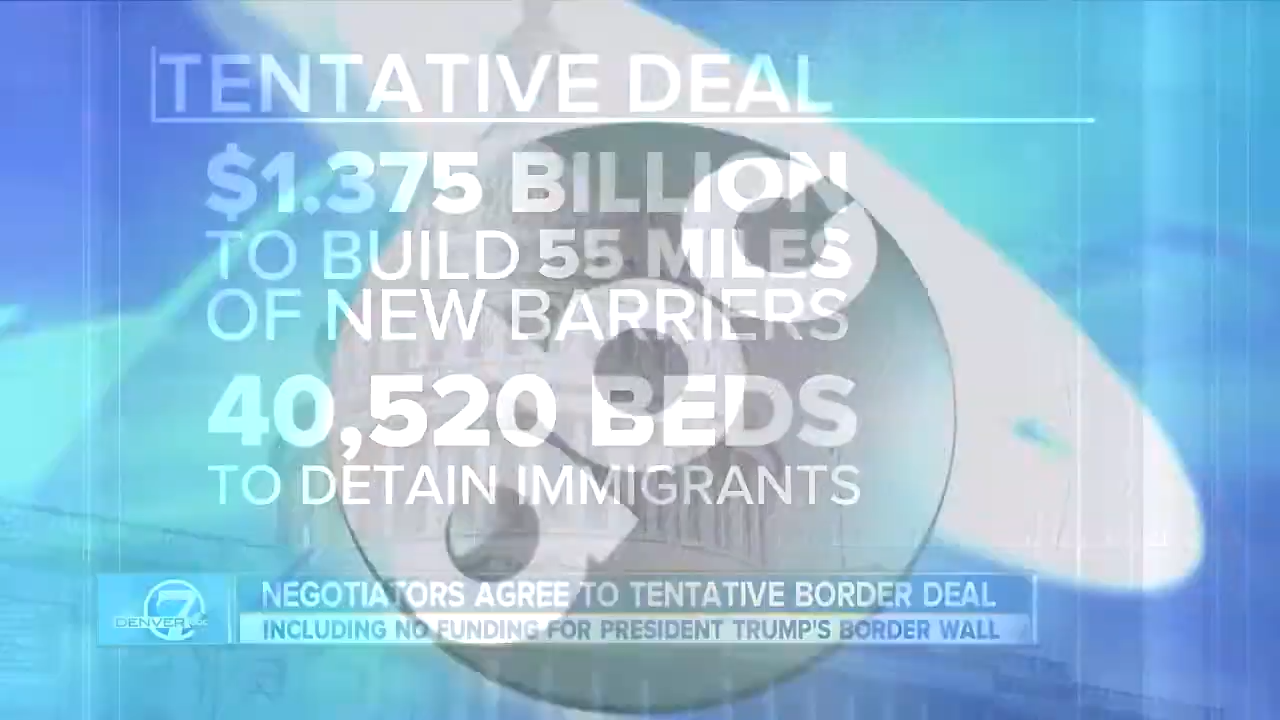 TENTATIVE DEAL
$1.375 BILLION
TO BUILD 55 MILES
OF NEW BARRIERS
40,520 BEDS
TO DETAIN IMMIGRANTS
NEGOTIATORS AGREE TO TENTATIVE BORDER DEAL
INCLUDING NO FUNDING FOR PRESIDENT TRUMP'S BORDER WALL
DENVER 7 abc